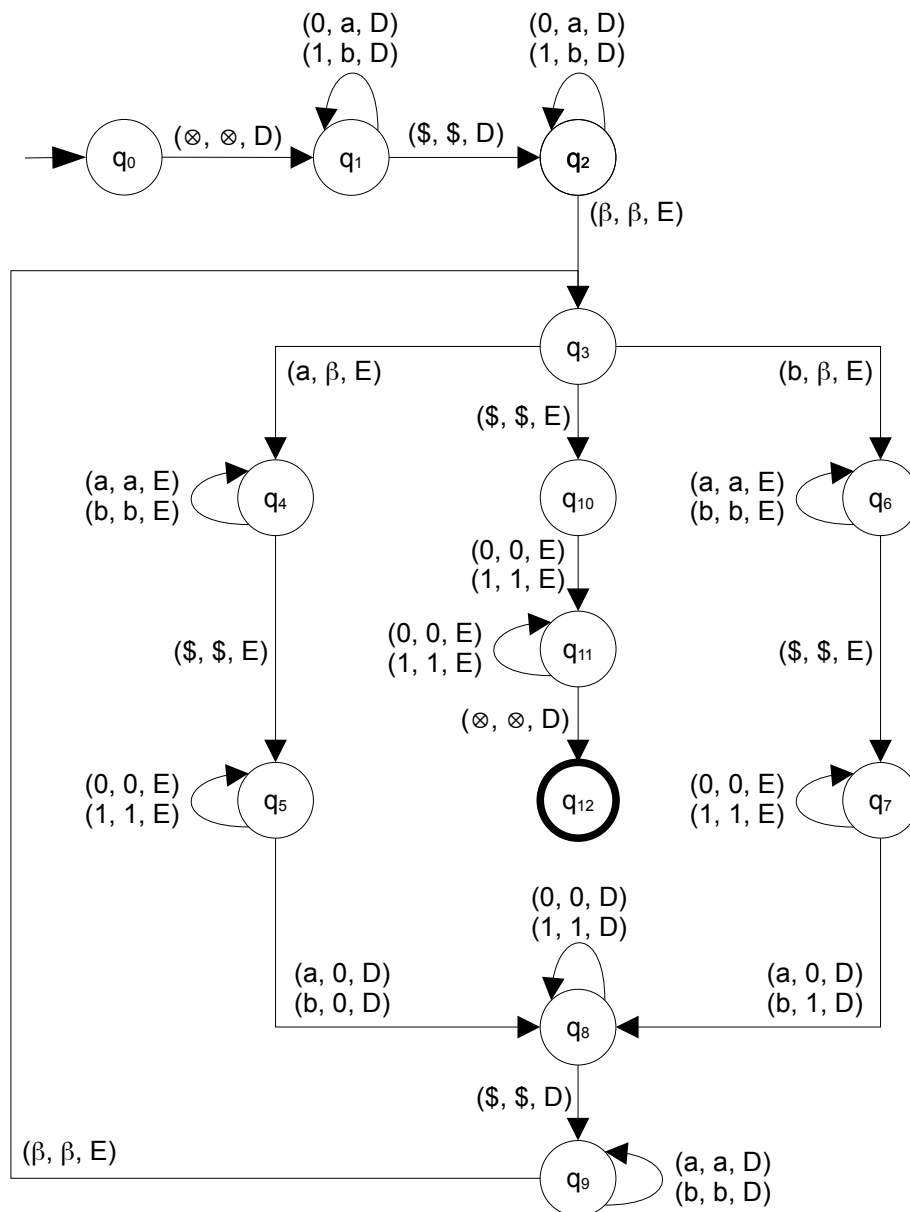 (0, a, D)
(1, b, D)
(0, a, D)
(1, b, D)
q0
(⊗, ⊗, D)
q1
($, $, D)
q2
(β, β, E)
q3
(a, β, E)
(b, β, E)
($, $, E)
(a, a, E)
(b, b, E)
q4
q10
(a, a, E)
(b, b, E)
q6
(0, 0, E)
(1, 1, E)
($, $, E)
(0, 0, E)
(1, 1, E)
q11
($, $, E)
(⊗, ⊗, D)
(0, 0, E)
(1, 1, E)
q5
q12
(0, 0, E)
(1, 1, E)
q7
(0, 0, D)
(1, 1, D)
(a, 0, D)
(b, 0, D)
(a, 0, D)
(b, 1, D)
q8
($, $, D)
(β, β, E)
q9
(a, a, D)
(b, b, D)